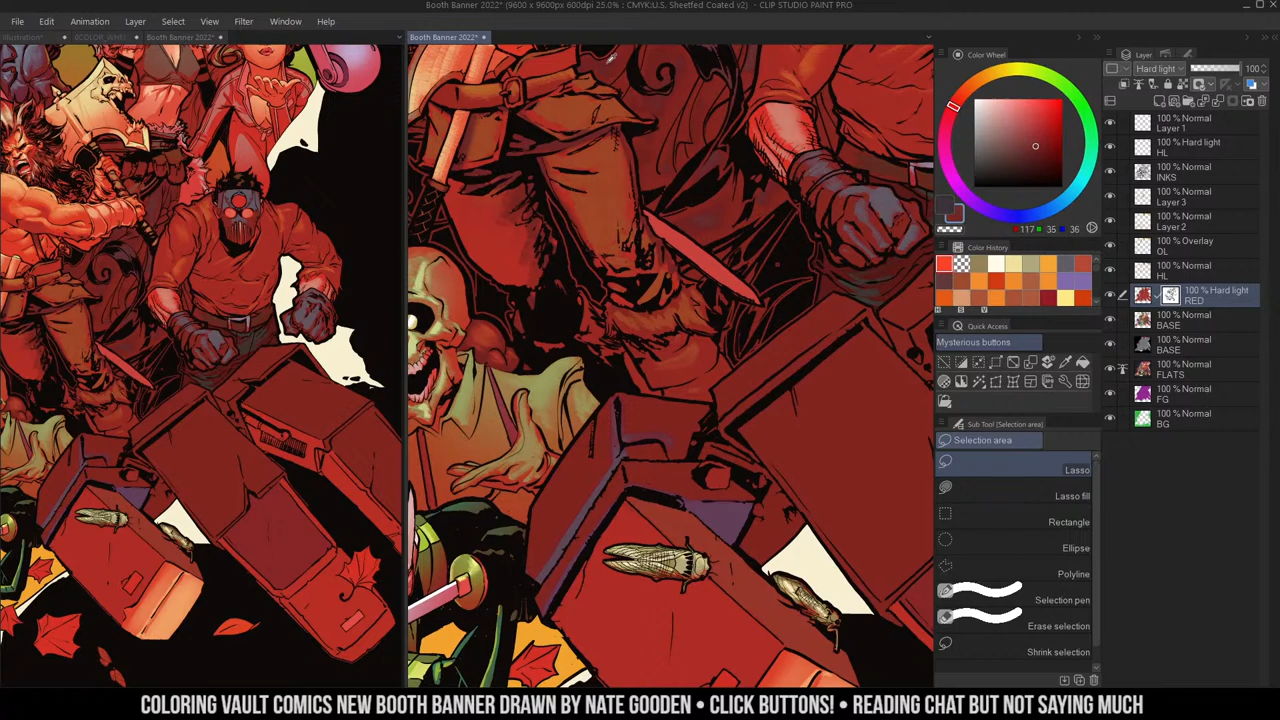 Booth Banner 2022* (9600 x 9600px 600dpi 25.0% : CMYK:U.S. Sheetfed Coated v2) - CLIP STUDIO PAINT PRO
File Edit Animation Layer Select View Filter Window Help
Illustration* Booth Banner 2022* Booth Banner 2022*
Color Wheel
Layer
Hard light 100
100 % Normal
Layer 1
100 % Hard light
HL
100 % Normal
INKS
100 % Normal
Layer 3
100 % Normal
Layer 2
100 % Overlay
OL
100 % Normal
HL
100 % Hard light
RED
100 % Normal
BASE
100 % Normal
BASE
100 % Normal
FLATS
100 % Normal
FG
100 % Normal
BG
117 35 36
Color History
H S V
Quick Access
Mysterious buttons
Sub Tool [Selection area]
Selection area
Lasso
Lasso fill
Rectangle
Ellipse
Polyline
Selection pen
Erase selection
Shrink selection
COLORING VAULT COMICS NEW BOOTH BANNER DRAWN BY NATE GOODEN • CLICK BUTTONS! • READING CHAT BUT NOT SAYING MUCH